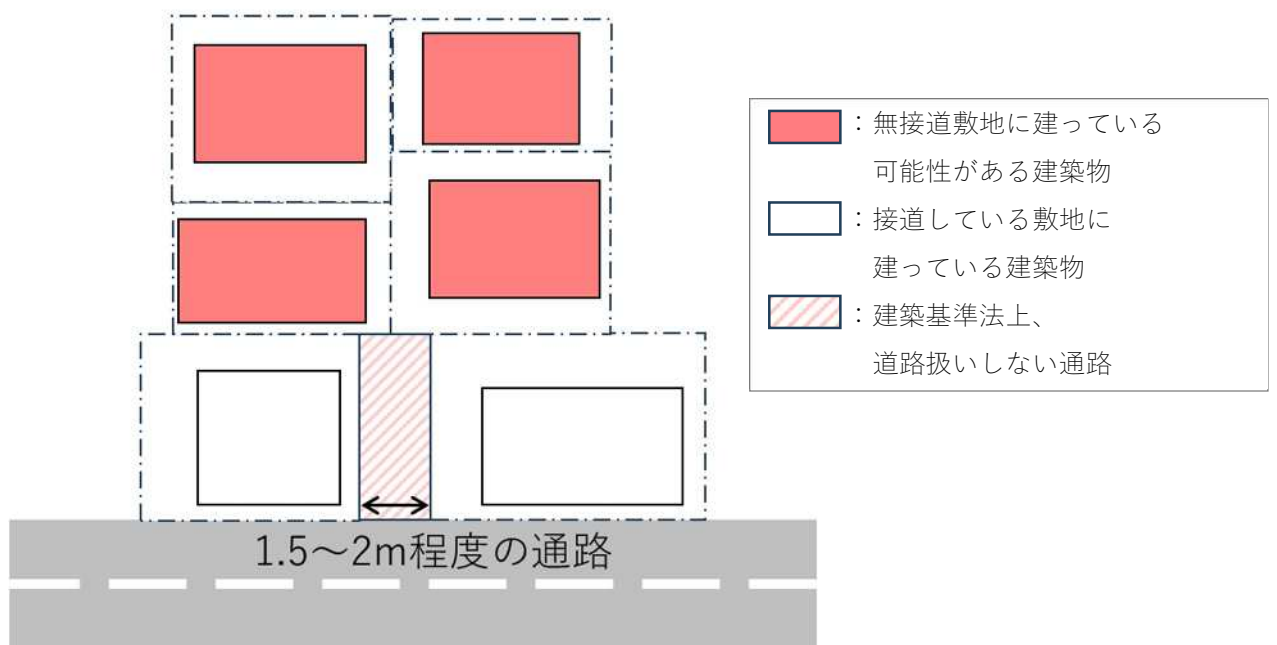 ：無接道敷地に建っている
可能性がある建築物
：接道している敷地に
建っている建築物
：建築基準法上、
道路扱いしない通路
1.5～2m程度の通路